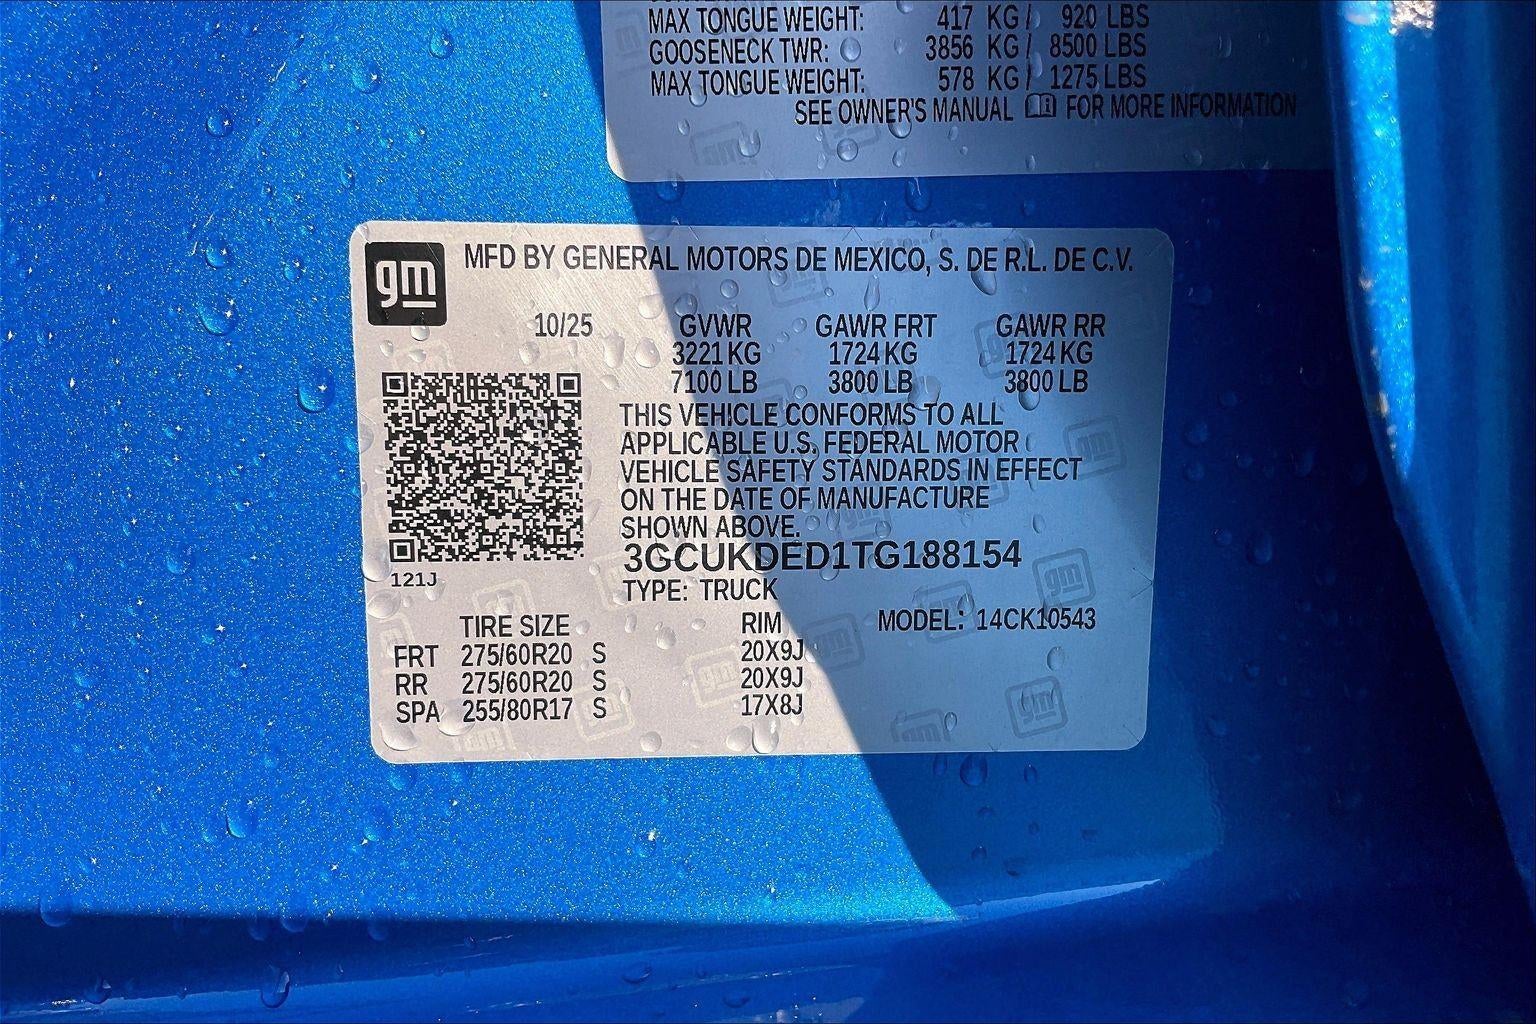 MAX TONGUE WEIGHT: 417 KG / 920 LBS
GOOSENECK TWR: 3856 KG / 8500 LBS
MAX TONGUE WEIGHT: 578 KG / 1275 LBS
SEE OWNER'S MANUAL FOR MORE INFORMATION
gm MFD BY GENERAL MOTORS DE MEXICO, S. DE R.L. DE C.V.
10/25 GVWR GAWR FRT GAWR RR
3221 KG 1724 KG 1724 KG
7100 LB 3800 LB 3800 LB
THIS VEHICLE CONFORMS TO ALL
APPLICABLE U.S. FEDERAL MOTOR
VEHICLE SAFETY STANDARDS IN EFFECT
ON THE DATE OF MANUFACTURE
SHOWN ABOVE.
3GCUKDED1TG188154
121J
TYPE: TRUCK
TIRE SIZE RIM MODEL: 14CK10543
FRT 275/60R20 S 20X9J
RR 275/60R20 S 20X9J
SPA 255/80R17 S 17X8J